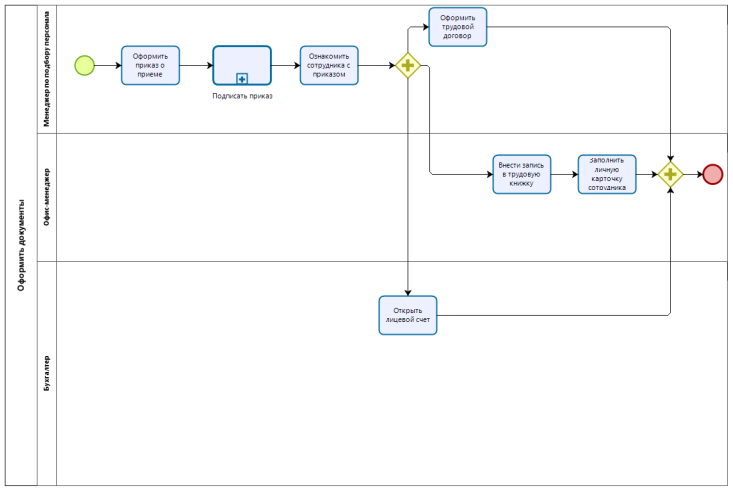 Оформить документы
Менеджер по подбору персонала
Оформить
приказ о
приеме
Подписать приказ
Ознакомить
сотрудника с
приказом
Оформить
трудовой
договор
Офис-менеджер
Внести запись
в трудовую
книжку
Заполнить
личную
карточку
сотрудника
Бухгалтер
Открыть
лицевой счет